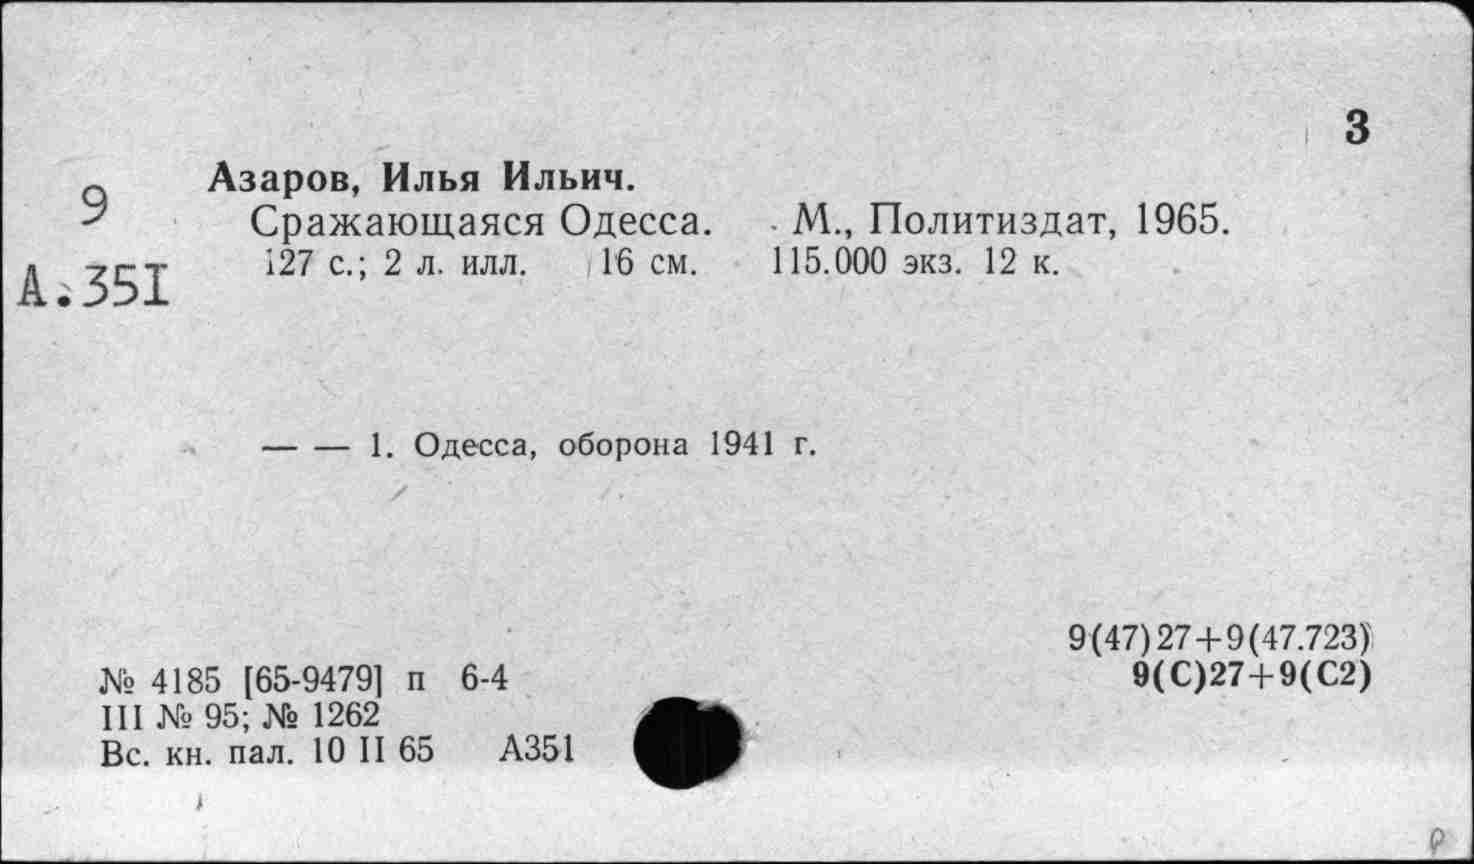 3
9
А.35I
Азаров, Илья Ильич.
Сражающаяся Одесса. М., Политиздат, 1965.
127 с.; 2 л. илл. 16 см. 115.000 экз. 12 к.
— — 1. Одесса, оборона 1941 г.
9(47)27+9(47.723)
9(С)27+9(С2)
№ 4185 [65-9479] п 6-4
III № 95; № 1262
Вс. кн. пал. 10 II 65 А351